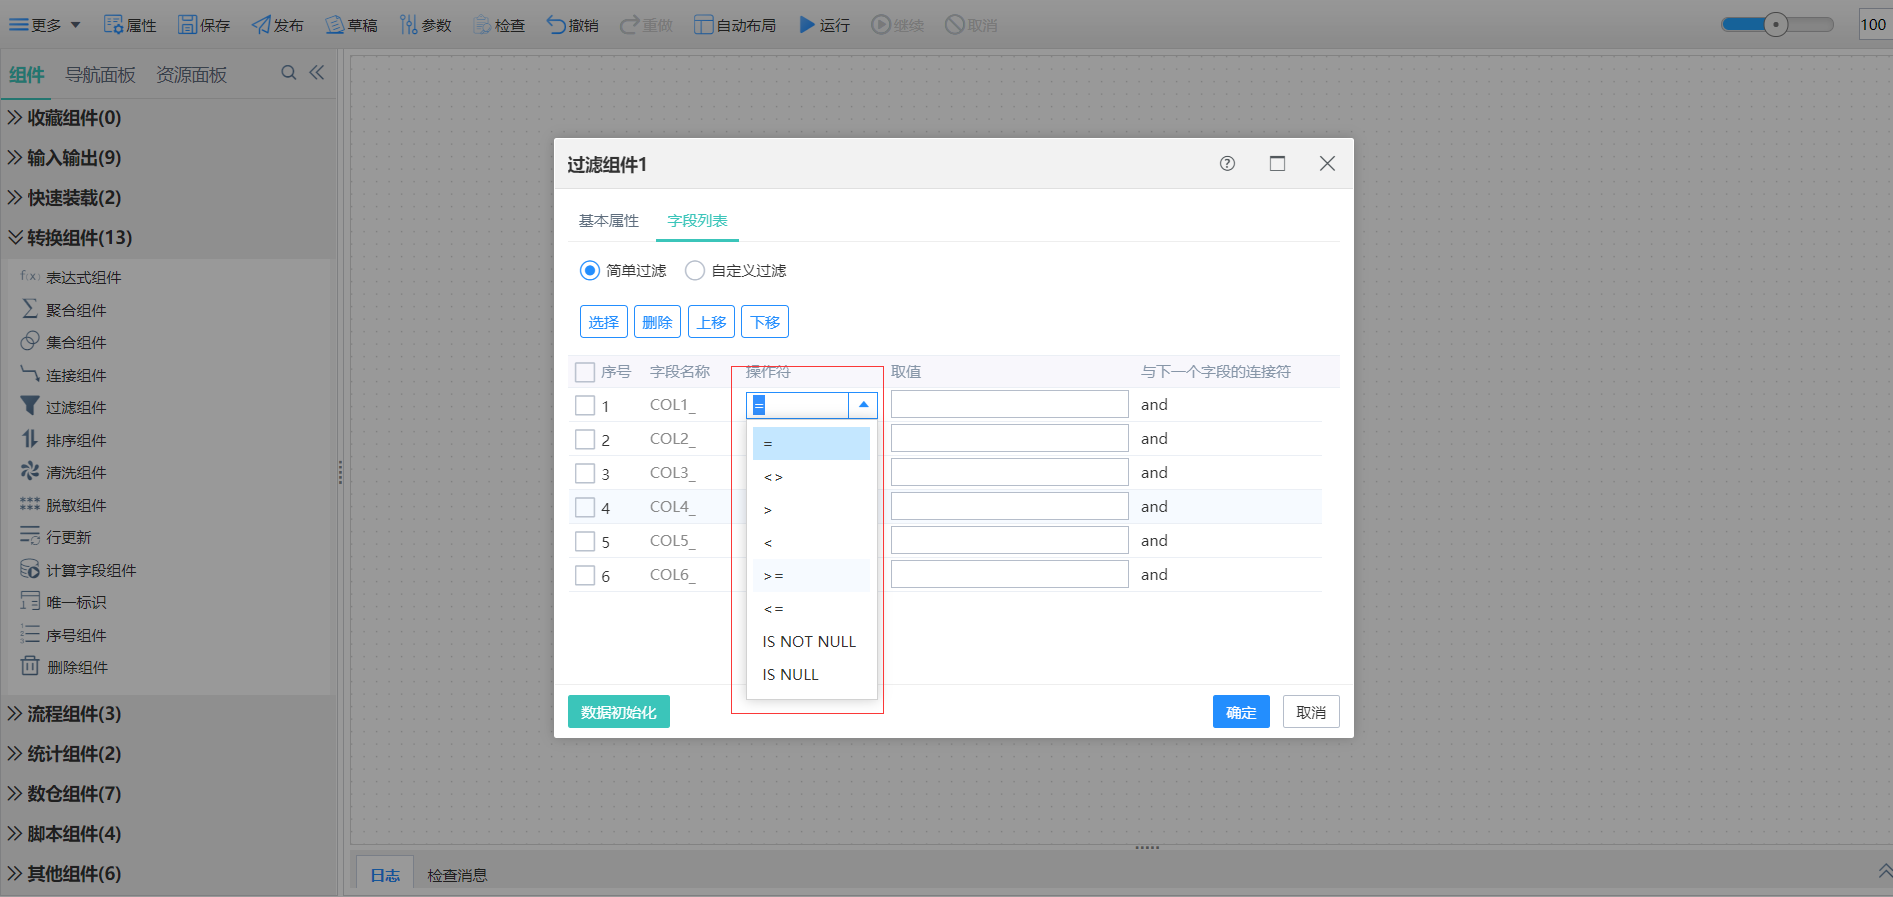 更多 属性 保存 发布 草稿 参数 检查 撤销 重做 自动布局 运行 继续 取消 100
组件 导航面板 资源面板
收藏组件(0)
输入输出(9)
快速装载(2)
转换组件(13)
f(x) 表达式组件
聚合组件
集合组件
连接组件
过滤组件
排序组件
清洗组件
脱敏组件
行更新
计算字段组件
唯一标识
序号组件
删除组件
流程组件(3)
统计组件(2)
数仓组件(7)
脚本组件(4)
其他组件(6)
过滤组件1
基本属性 字段列表
简单过滤 自定义过滤
选择 删除 上移 下移
序号 字段名称 操作符 取值 与下一个字段的连接符
1 COL1_ = and
2 COL2_ and
3 COL3_ and
4 COL4_ and
5 COL5_ and
6 COL6_ and
=
<>
>
<
>=
<=
IS NOT NULL
IS NULL
数据初始化 确定 取消
日志 检查消息